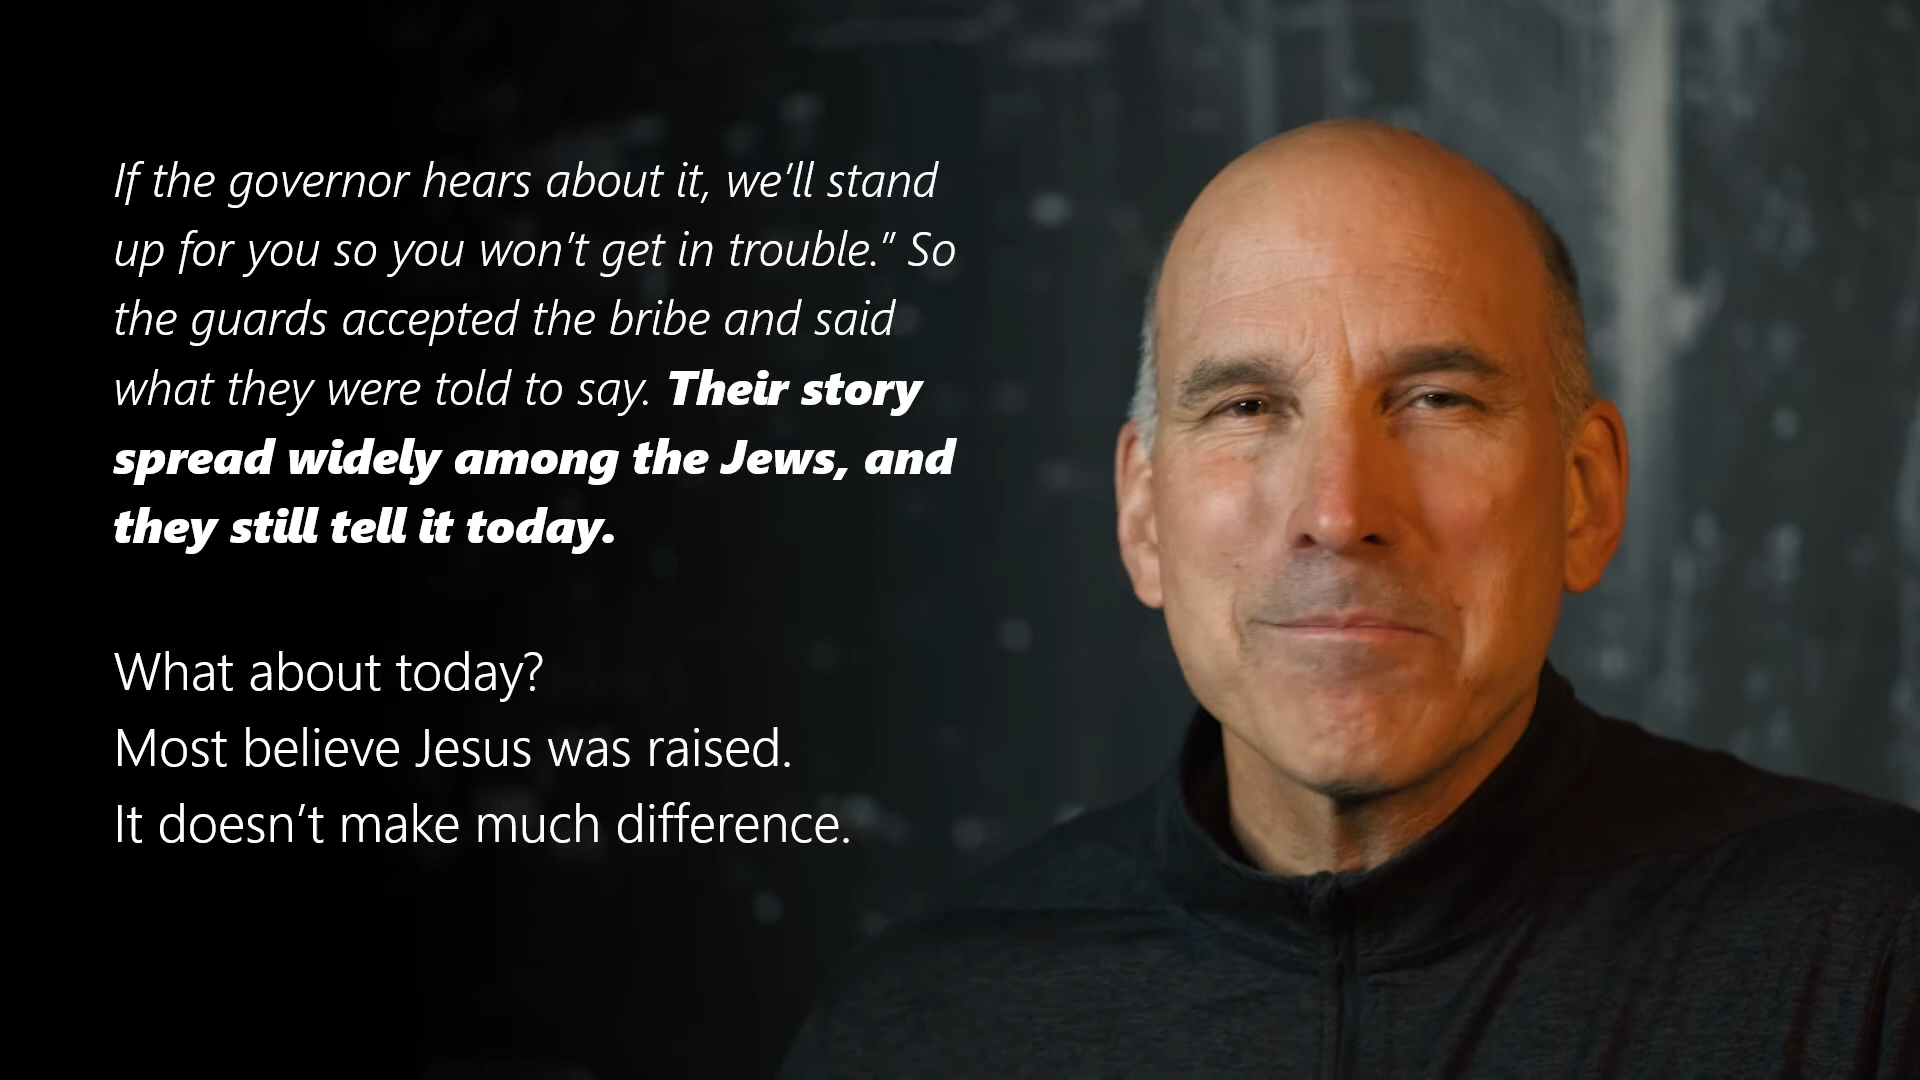 If the governor hears about it, we’ll stand
up for you so you won’t get in trouble.” So
the guards accepted the bribe and said
what they were told to say. Their story
spread widely among the Jews, and
they still tell it today.
What about today?
Most believe Jesus was raised.
It doesn’t make much difference.